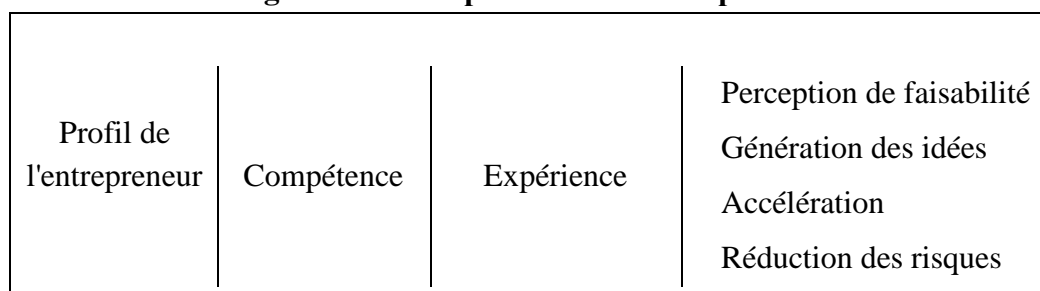 Profil de
l'entrepreneur
Compétence
Expérience
Perception de faisabilité
Génération des idées
Accélération
Réduction des risques